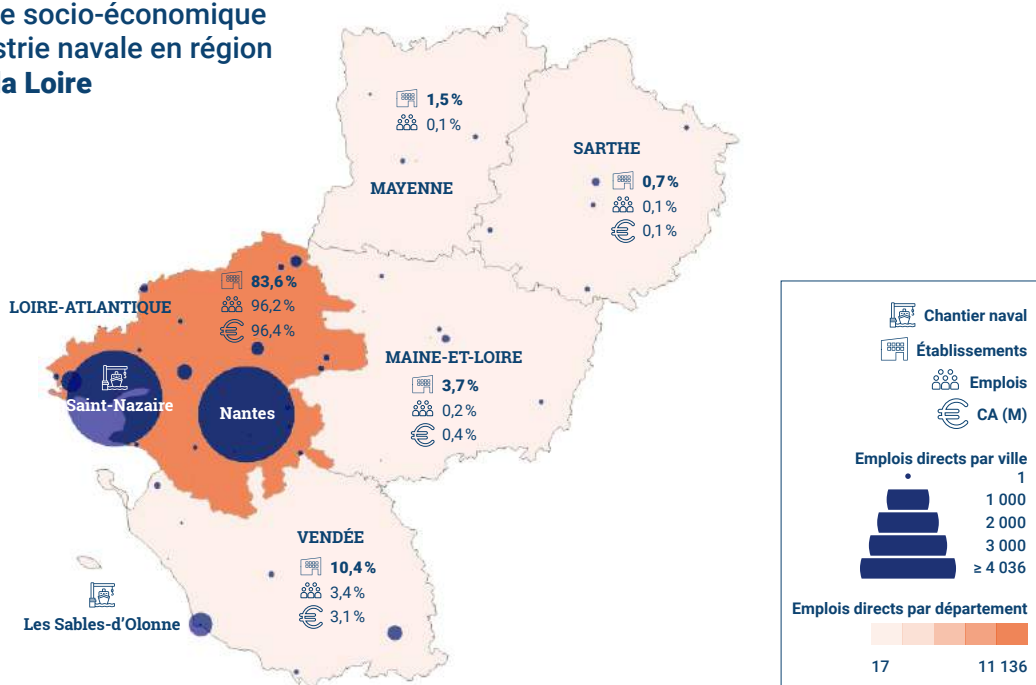 e socio-économique
strie navale en région
a Loire
1,5 %
0,1 %
MAYENNE
SARTHE
0,7 %
0,1 %
0,1 %
LOIRE-ATLANTIQUE
83,6 %
96,2 %
96,4 %
MAINE-ET-LOIRE
3,7 %
0,2 %
0,4 %
Saint-Nazaire
Nantes
VENDÉE
10,4 %
3,4 %
3,1 %
Les Sables-d'Olonne
Chantier naval
Établissements
Emplois
CA (M)
Emplois directs par ville
1
1 000
2 000
3 000
≥ 4 036
Emplois directs par département
17 11 136